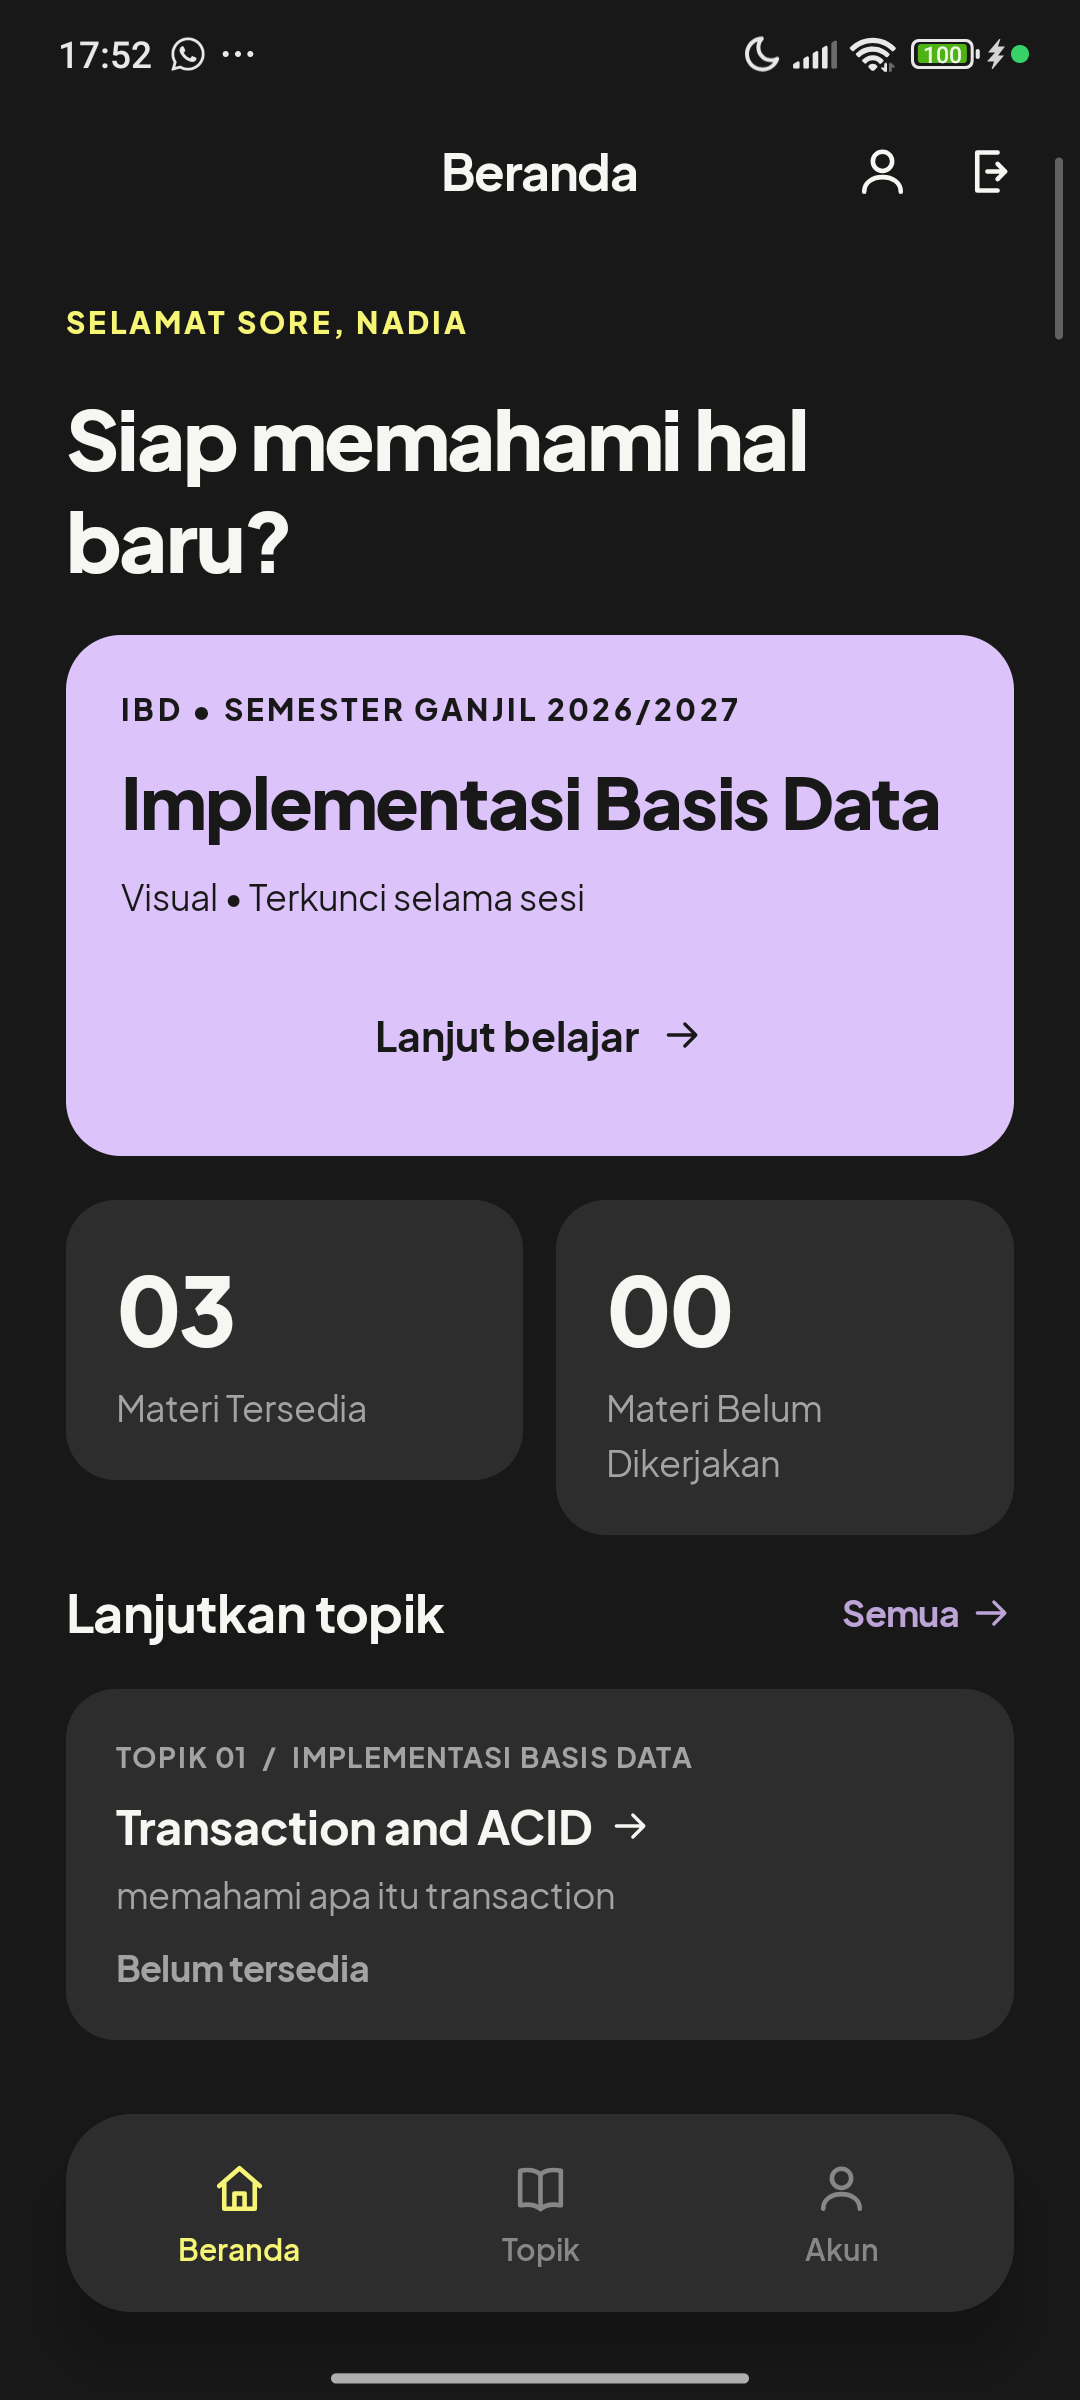 17:52
100
Beranda
SELAMAT SORE, NADIA
Siap memahami hal
baru?
IBD • SEMESTER GANJIL 2026/2027
Implementasi Basis Data
Visual • Terkunci selama sesi
Lanjut belajar →
03
Materi Tersedia
00
Materi Belum
Dikerjakan
Lanjutkan topik
Semua →
TOPIK 01 / IMPLEMENTASI BASIS DATA
Transaction and ACID →
memahami apa itu transaction
Belum tersedia
Beranda
Topik
Akun